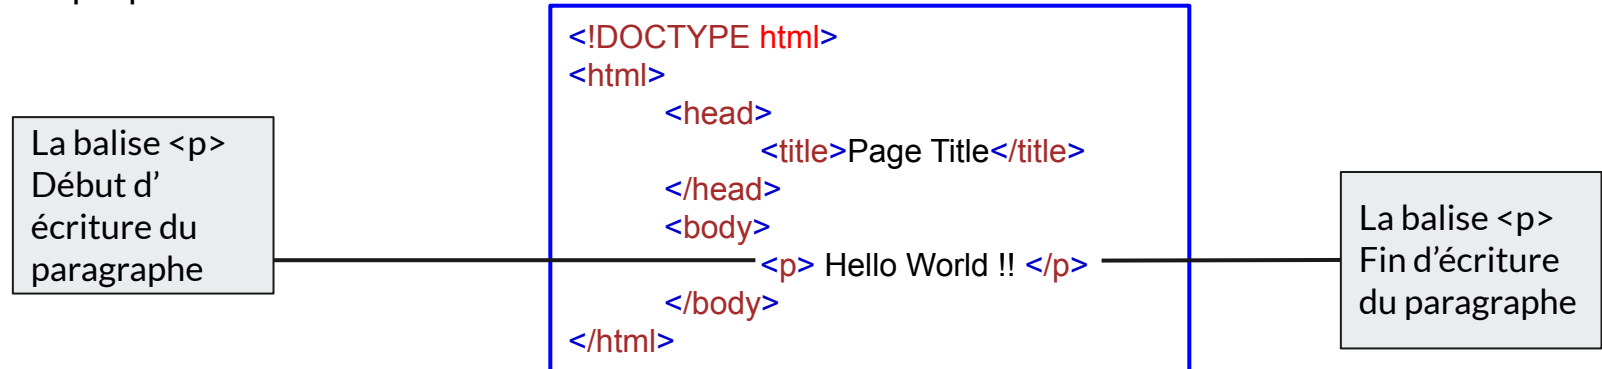 <!DOCTYPE html>
<html>
<head>
<title>Page Title</title>
</head>
<body>
<p> Hello World !! </p>
</body>
</html>
La balise <p>
Début d’
écriture du
paragraphe
La balise <p>
Fin d’écriture
du paragraphe